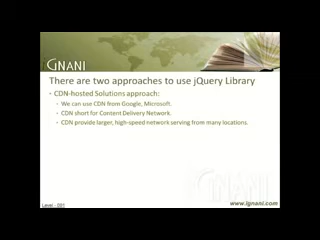 iGNANI
There are two approaches to use jQuery Library
• CDN-hosted Solutions approach:
• We can use CDN from Google, Microsoft.
• CDN short for Content Delivery Network.
• CDN provide larger, high-speed network serving from many locations.
iGNANI
Level - 001
www.ignani.com